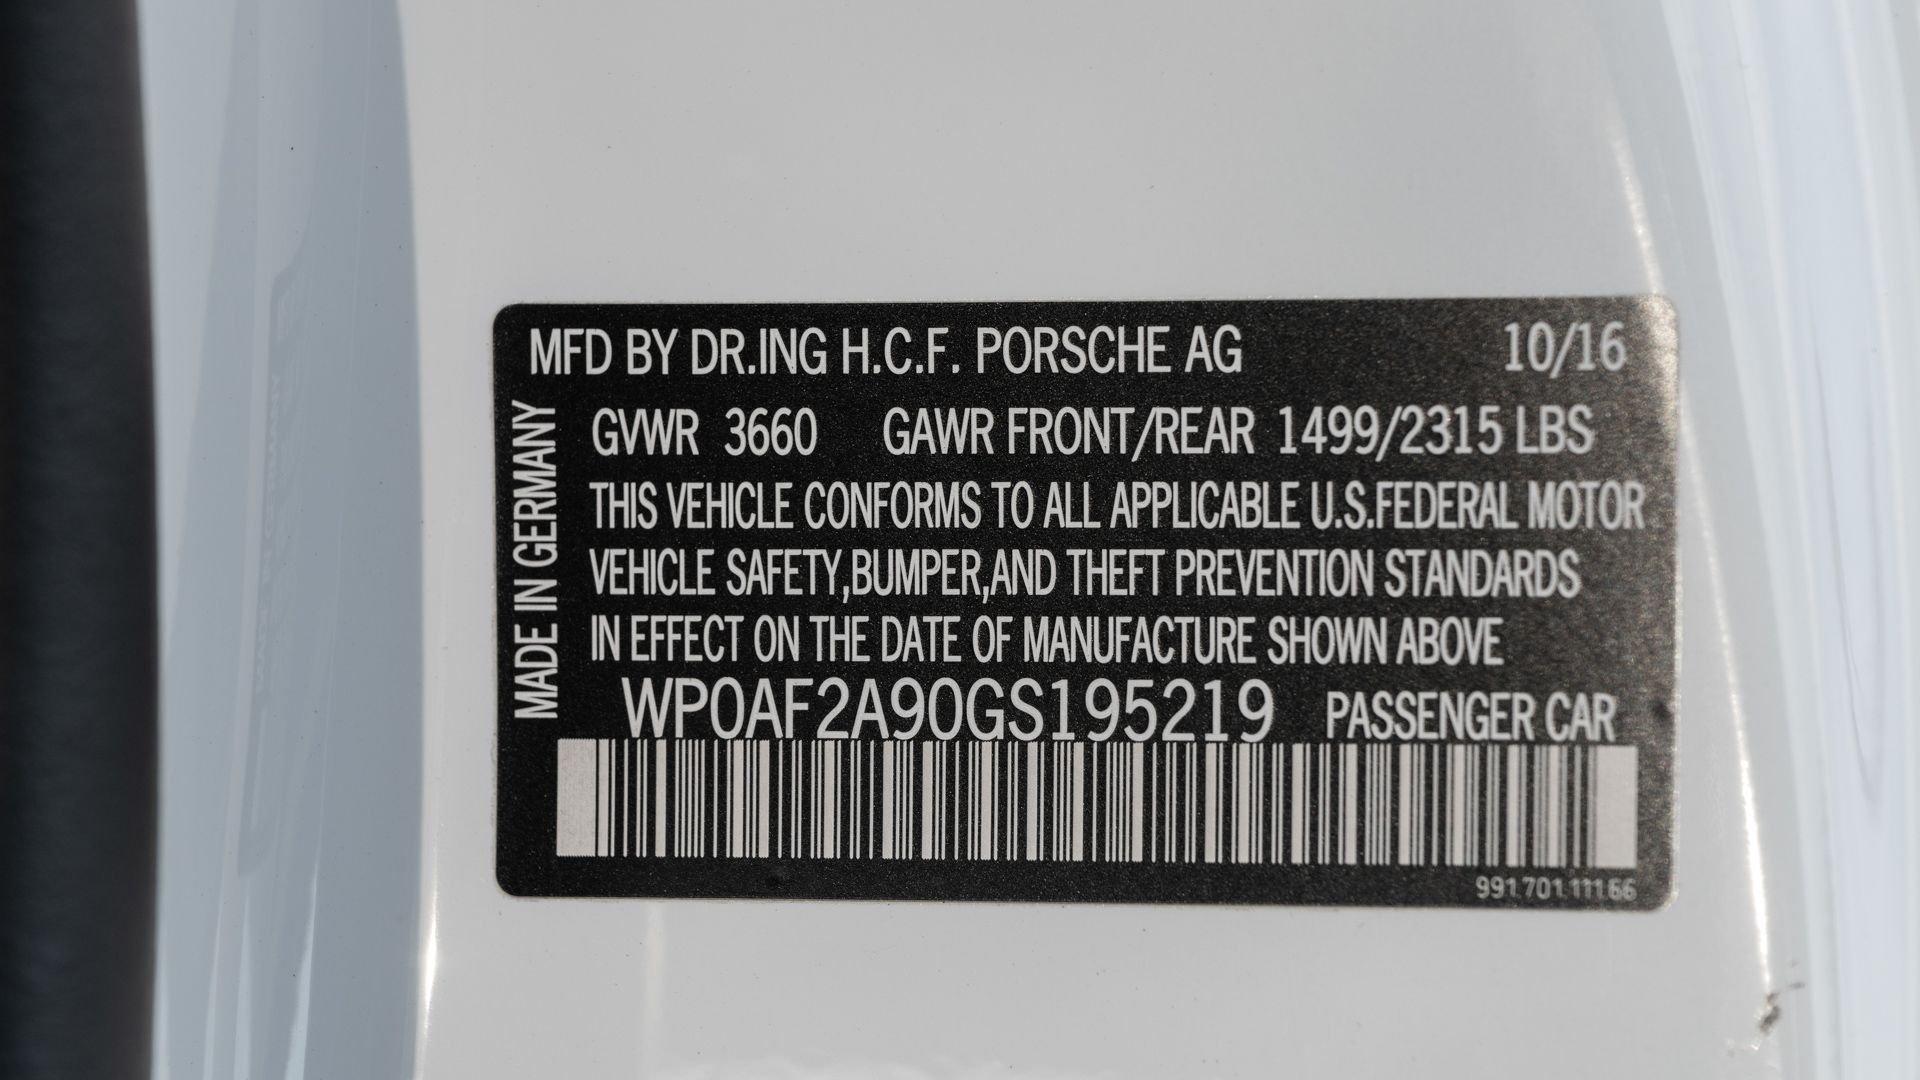 MFD BY DR.ING H.C.F. PORSCHE AG 10/16
GVWR 3660 GAWR FRONT/REAR 1499/2315 LBS
THIS VEHICLE CONFORMS TO ALL APPLICABLE U.S.FEDERAL MOTOR
VEHICLE SAFETY,BUMPER,AND THEFT PREVENTION STANDARDS
IN EFFECT ON THE DATE OF MANUFACTURE SHOWN ABOVE
WP0AF2A90GS195219 PASSENGER CAR
MADE IN GERMANY
991 701 111 66